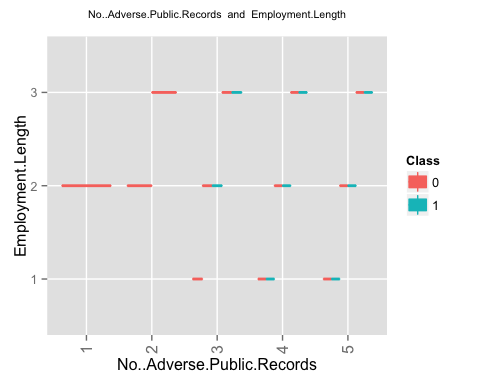 No..Adverse.Public.Records and Employment.Length
Employment.Length
3
2
1
1 2 3 4 5
No..Adverse.Public.Records
Class
0
1